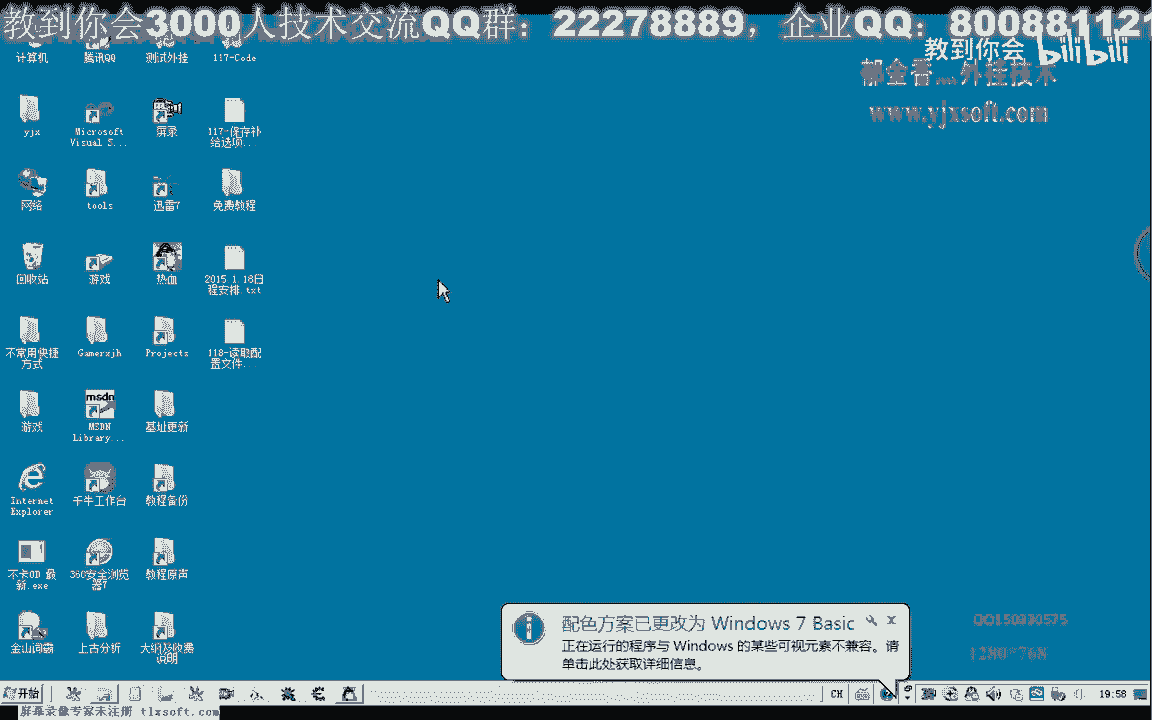 教到你会3000人技术交流QQ群：22278889，企业QQ：800881121
教到你会 bilibili
郁金香 外挂技术
www.yjxsoft.com
计算机
腾讯QQ
测试外挂
117-Code
yjx
Microsoft Visual S...
屏录
117-保存补给选项...
网络
tools
迅雷7
免费教程
回收站
游戏
热血
2015 1.18日程安排.txt
不常用快捷方式
Gamerxjh
Projects
118-读取配置文件.
游戏
msdn
MSDN Library...
基址更新
Internet Explorer
千牛工作台
教程备份
不卡OD 最新.exe
360安全浏览器7
教程原声
金山词霸
上古分析
大纲及收费说明
配色方案已更改为 Windows 7 Basic
正在运行的程序与 Windows 的某些可视元素不兼容。请
单击此处获取详细信息。
QQ150330575
1280*768
开始
CH
19:58
屏幕录像专家未注册 tlxsoft.com